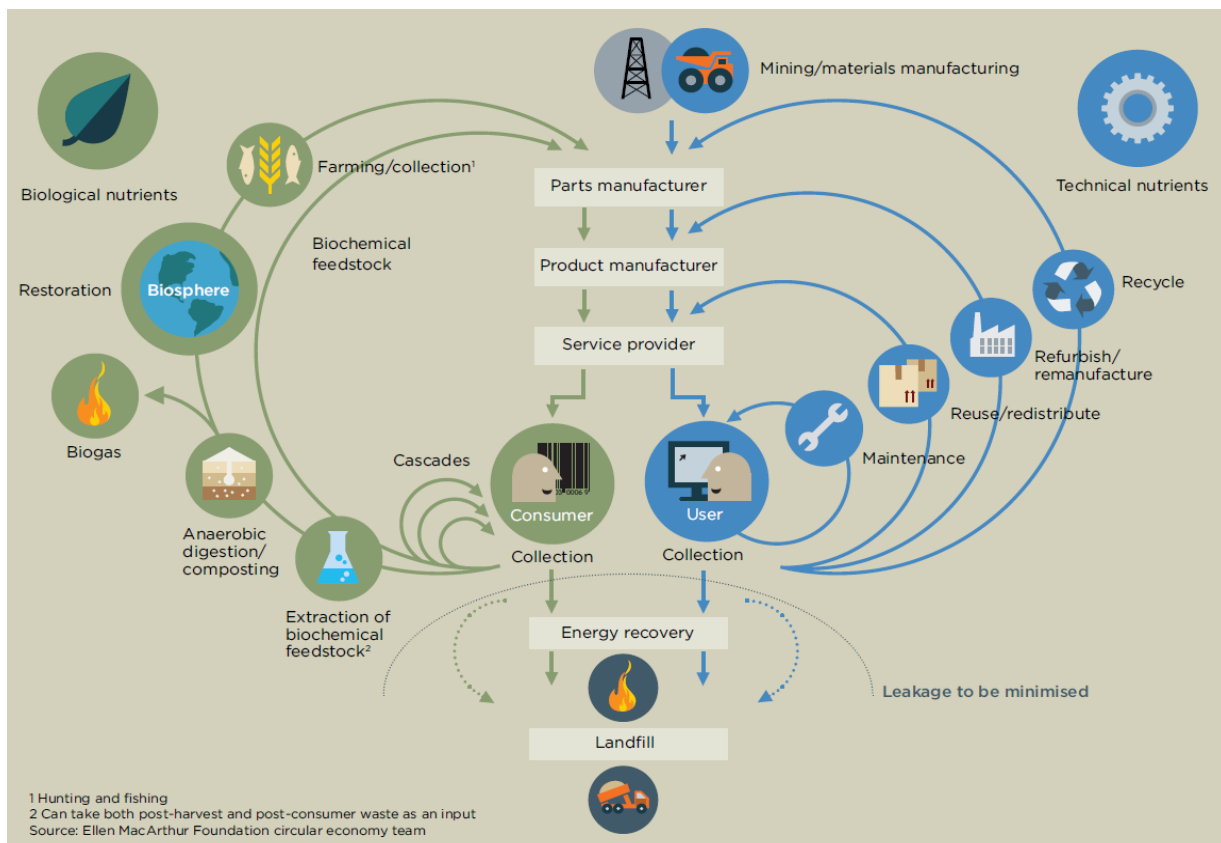 Mining/materials manufacturing
Biological nutrients
Technical nutrients
Farming/collection¹
Parts manufacturer
Biochemical
feedstock
Product manufacturer
Restoration
Biosphere
Recycle
Service provider
Refurbish/
remanufacture
Reuse/redistribute
Biogas
Cascades
Maintenance
Consumer
User
Anaerobic
digestion/
composting
Collection
Collection
Extraction of
biochemical
feedstock²
Energy recovery
Leakage to be minimised
Landfill
1 Hunting and fishing
2 Can take both post-harvest and post-consumer waste as an input
Source: Ellen MacArthur Foundation circular economy team